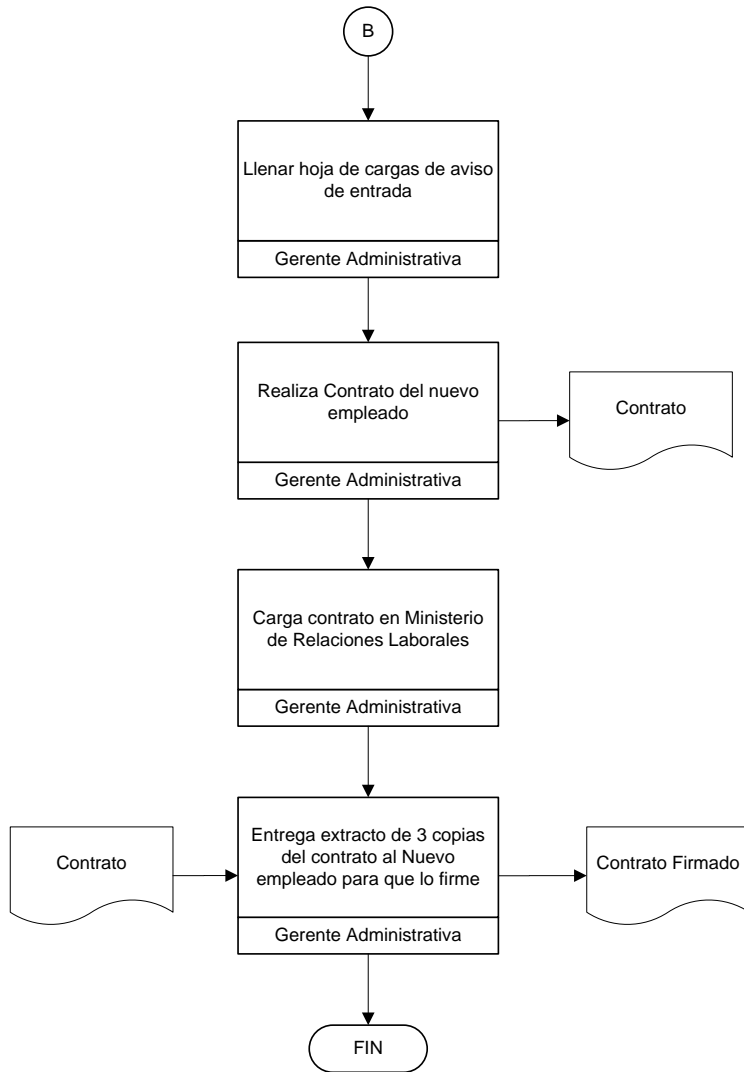 B
Llenar hoja de cargas de aviso
de entrada
Gerente Administrativa
Realiza Contrato del nuevo
empleado
Gerente Administrativa
Contrato
Carga contrato en Ministerio
de Relaciones Laborales
Gerente Administrativa
Contrato
Entrega extracto de 3 copias
del contrato al Nuevo
empleado para que lo firme
Gerente Administrativa
Contrato Firmado
FIN